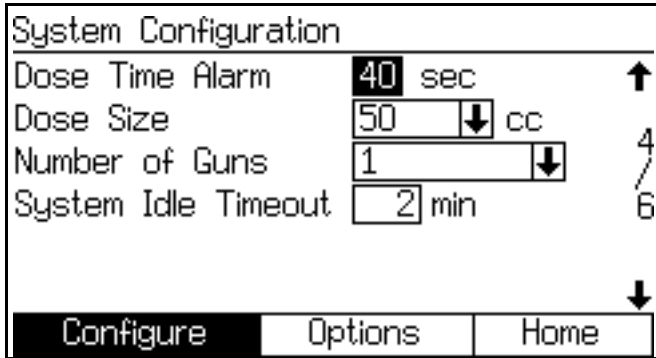 System Configuration
Dose Time Alarm 40 sec
Dose Size 50 cc
Number of Guns 1
System Idle Timeout 2 min
4/6
Configure Options Home